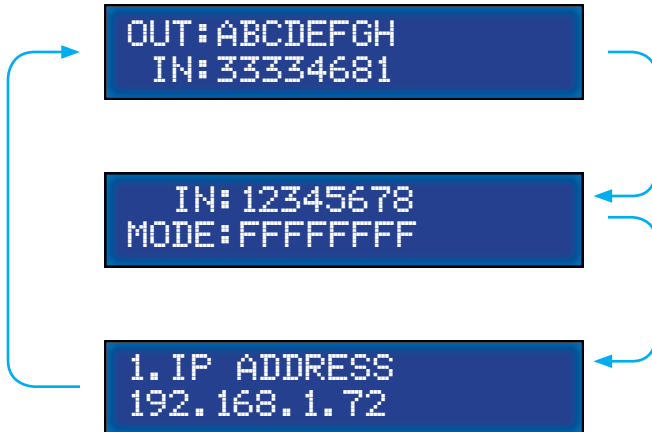 OUT:ABCDEFGH
IN:33334681
IN:12345678
MODE:FFFFFFFF
1.IP ADDRESS
192.168.1.72